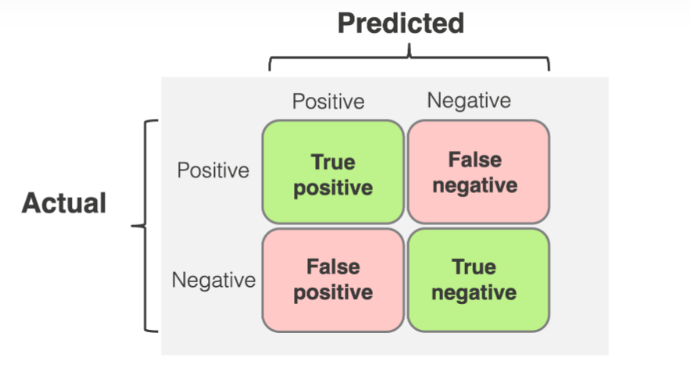 Predicted
Positive
Negative
Actual
Positive
True
positive
False
negative
Negative
False
positive
True
negative